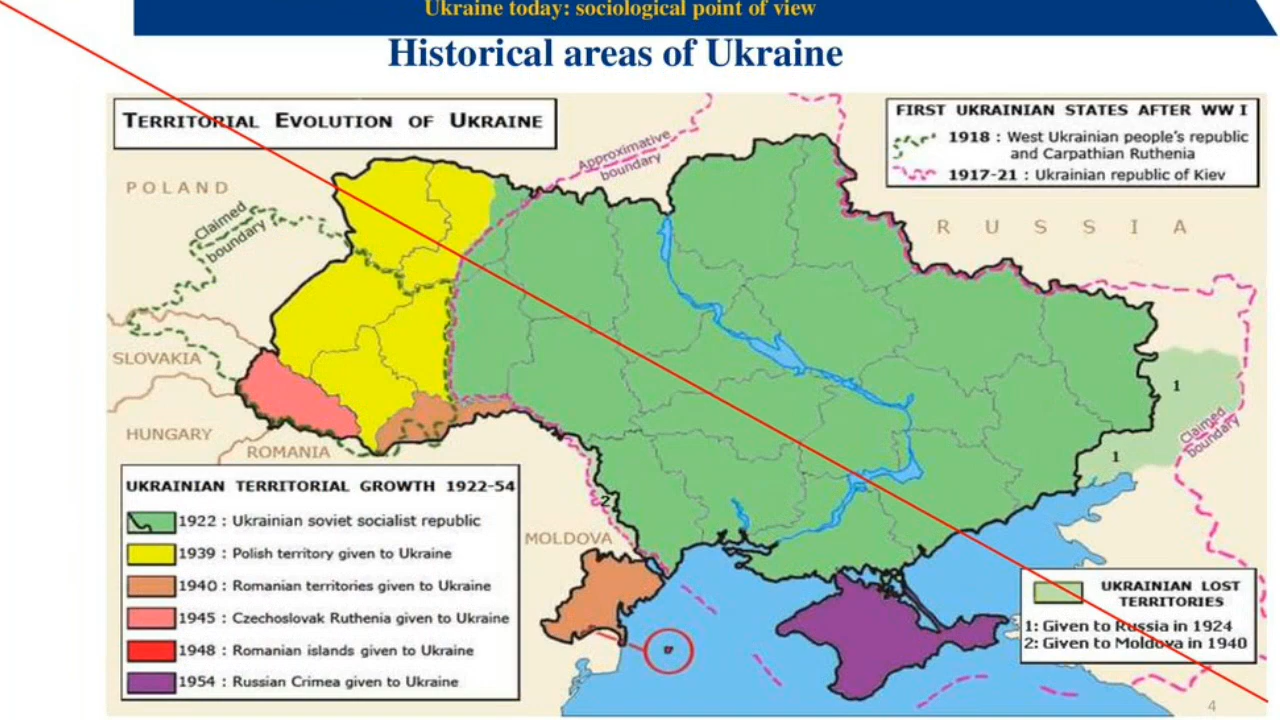 Ukraine today: sociological point of view
Historical areas of Ukraine
TERRITORIAL EVOLUTION OF UKRAINE
FIRST UKRAINIAN STATES AFTER WW I
1918 : West Ukrainian people's republic
and Carpathian Ruthenia
1917-21 : Ukrainian republic of Kiev
Approximative
boundary
POLAND
Claimed
boundary
RUSSIA
SLOVAKIA
1
Claimed
boundary
HUNGARY
ROMANIA
1
UKRAINIAN TERRITORIAL GROWTH 1922-54
1922 : Ukrainian soviet socialist republic
1939 : Polish territory given to Ukraine
1940 : Romanian territories given to Ukraine
1945 : Czechoslovak Ruthenia given to Ukraine
1948 : Romanian islands given to Ukraine
1954 : Russian Crimea given to Ukraine
2
MOLDOVA
UKRAINIAN LOST
TERRITORIES
1: Given to Russia in 1924
2: Given to Moldova in 1940
4